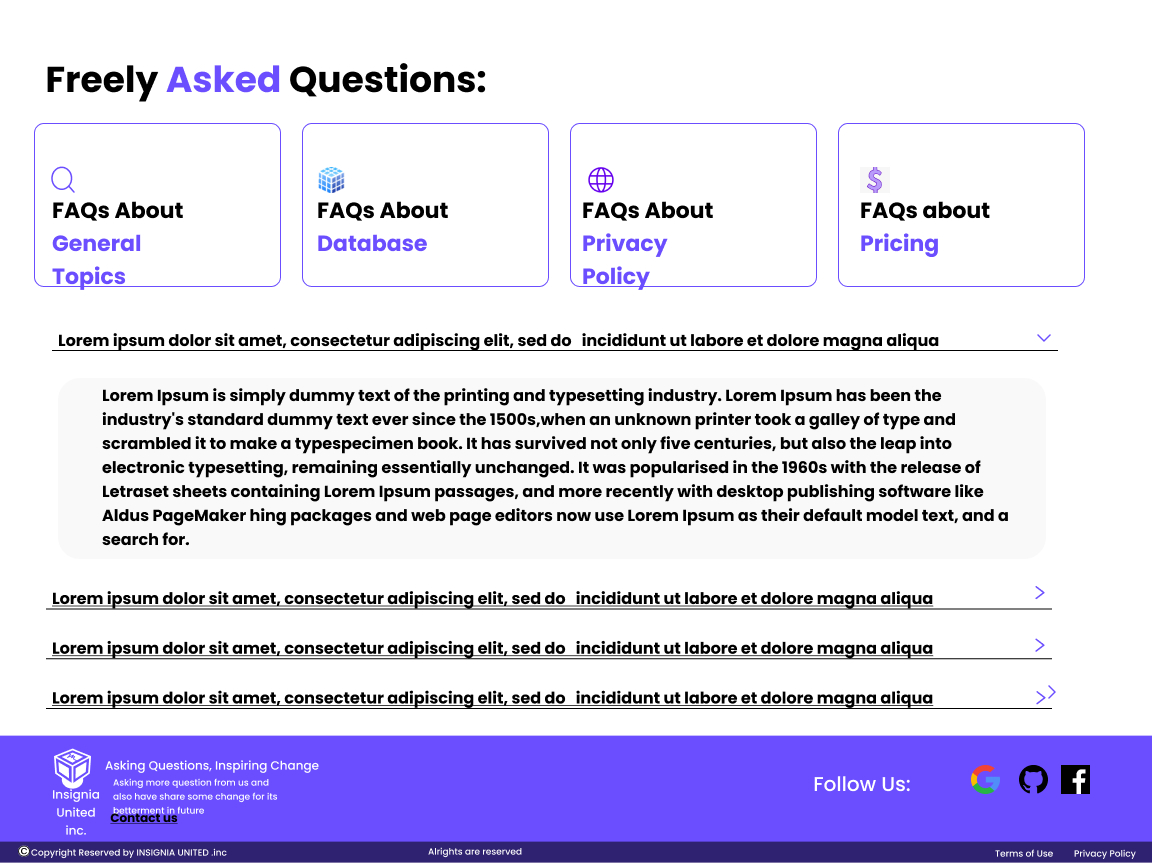 Freely Asked Questions:
FAQs About
General
Topics
FAQs About
Database
FAQs About
Privacy
Policy
FAQs about
Pricing
Lorem ipsum dolor sit amet, consectetur adipiscing elit, sed do incididunt ut labore et dolore magna aliqua
Lorem Ipsum is simply dummy text of the printing and typesetting industry. Lorem Ipsum has been the
industry's standard dummy text ever since the 1500s,when an unknown printer took a galley of type and
scrambled it to make a typespecimen book. It has survived not only five centuries, but also the leap into
electronic typesetting, remaining essentially unchanged. It was popularised in the 1960s with the release of
Letraset sheets containing Lorem Ipsum passages, and more recently with desktop publishing software like
Aldus PageMaker hing packages and web page editors now use Lorem Ipsum as their default model text, and a
search for.
Lorem ipsum dolor sit amet, consectetur adipiscing elit, sed do incididunt ut labore et dolore magna aliqua
Lorem ipsum dolor sit amet, consectetur adipiscing elit, sed do incididunt ut labore et dolore magna aliqua
Lorem ipsum dolor sit amet, consectetur adipiscing elit, sed do incididunt ut labore et dolore magna aliqua
Insignia
United
inc.
Asking Questions, Inspiring Change
Asking more question from us and
also have share some change for its
betterment in future
Contact us
Follow Us:
© Copyright Reserved by INSIGNIA UNITED .inc
Alrights are reserved
Terms of Use
Privacy Policy